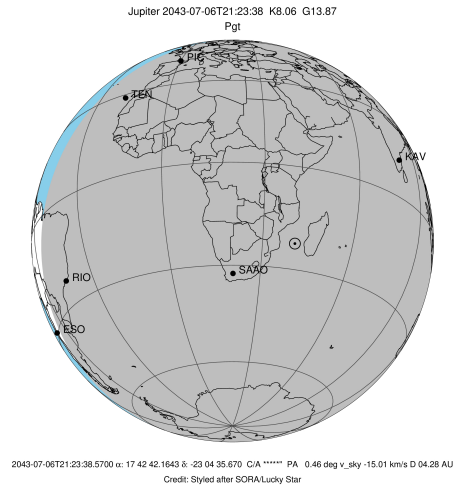 Jupiter 2043-07-06T21:23:38 K8.06 G13.87
Pgt
PIC
TEN
KAV
SAAO
RIO
ESO
2043-07-06T21:23:38.5700 α: 17 42 42.1643 δ: -23 04 35.670 C/A *****" PA 0.46 deg v_sky -15.01 km/s D 04.28 AU
Credit: Styled after SORA/Lucky Star